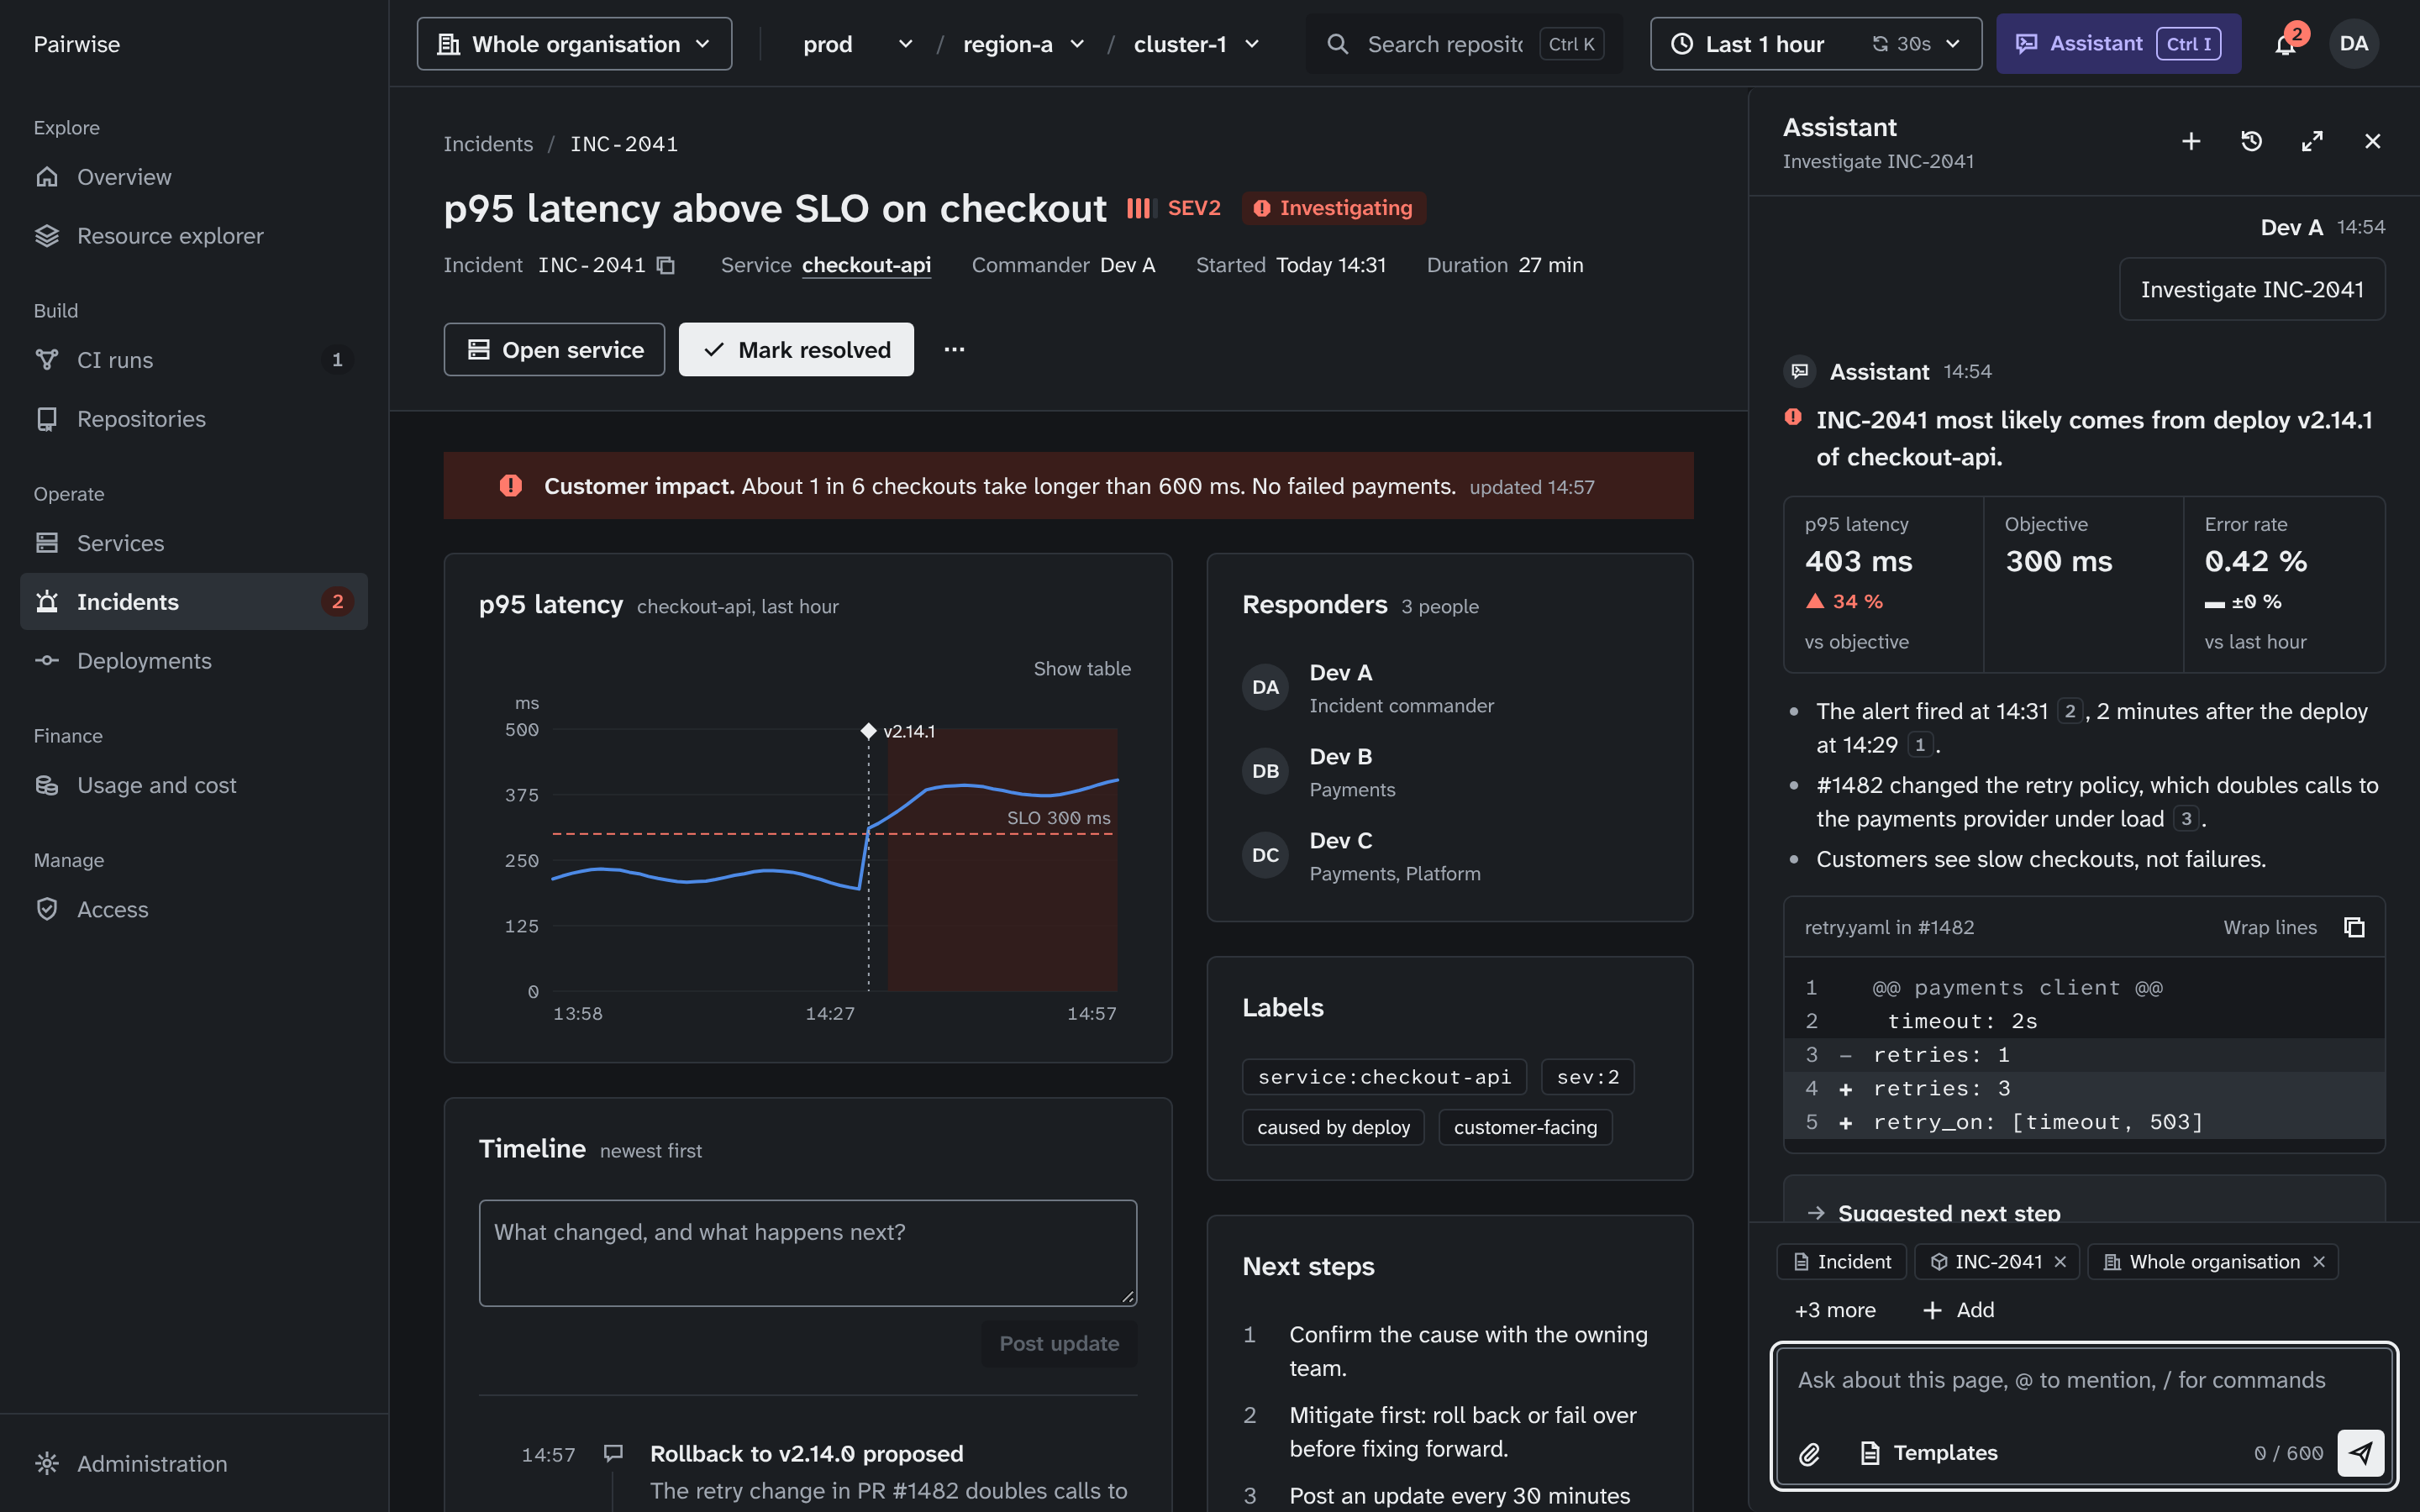 Pairwise
Explore
Overview
Resource explorer
Build
CI runs 1
Repositories
Operate
Services
Incidents 2
Deployments
Finance
Usage and cost
Manage
Access
Administration
Whole organisation
prod / region-a / cluster-1
Ctrl K
Last 1 hour 30s
Assistant Ctrl I
2
DA
Incidents / INC-2041
p95 latency above SLO on checkout SEV2 Investigating
Incident INC-2041 Service checkout-api Commander Dev A Started Today 14:31 Duration 27 min
Open service Mark resolved
Customer impact. About 1 in 6 checkouts take longer than 600 ms. No failed payments. updated 14:57
p95 latency checkout-api, last hour
Show table
ms
500
v2.14.1
375
SLO 300 ms
250
125
0
13:58 14:27 14:57
Timeline newest first
What changed, and what happens next?
Post update
14:57 Rollback to v2.14.0 proposed
The retry change in PR #1482 doubles calls to
Responders 3 people
DA Dev A
Incident commander
DB Dev B
Payments
DC Dev C
Payments, Platform
Labels
service:checkout-api sev:2
caused by deploy customer-facing
Next steps
1 Confirm the cause with the owning
team.
2 Mitigate first: roll back or fail over
before fixing forward.
3 Post an update every 30 minutes
Assistant
Investigate INC-2041
Dev A 14:54
Investigate INC-2041
Assistant 14:54
INC-2041 most likely comes from deploy v2.14.1
of checkout-api.
p95 latency Objective Error rate
403 ms 300 ms 0.42 %
34 % ±0 %
vs objective vs last hour
The alert fired at 14:31 2 , 2 minutes after the deploy
at 14:29 1 .
#1482 changed the retry policy, which doubles calls to
the payments provider under load 3 .
Customers see slow checkouts, not failures.
retry.yaml in #1482 Wrap lines
1 @@ payments client @@
2 timeout: 2s
3 – retries: 1
4 + retries: 3
5 + retry_on: [timeout, 503]
Suggested next step
Incident INC-2041 Whole organisation
+3 more Add
Ask about this page, @ to mention, / for commands
Templates 0 / 600
Search